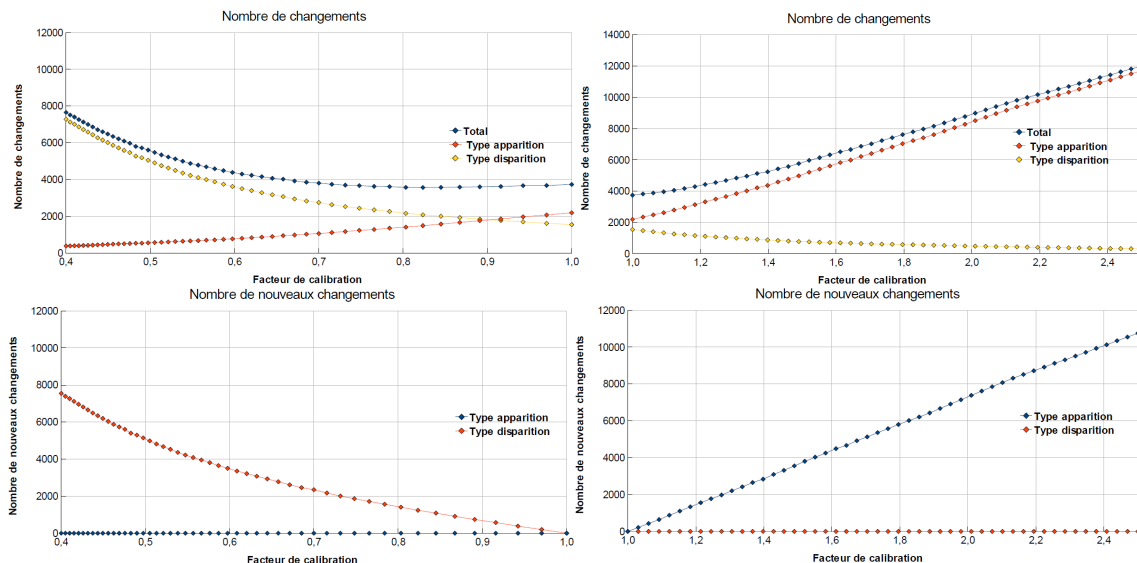 Nombre de changements
12000
10000
8000
6000
4000
2000
0
Nombre de changements
Total
Type apparition
Type disparition
0,4
0,5
0,6
0,7
0,8
0,9
1,0
Facteur de calibration
Nombre de changements
14000
12000
10000
8000
6000
4000
2000
0
Nombre de changements
Total
Type apparition
Type disparition
1,0
1,2
1,4
1,6
1,8
2,0
2,2
2,4
Facteur de calibration
Nombre de nouveaux changements
12000
10000
8000
6000
4000
2000
0
Nombre de nouveaux changements
Type apparition
Type disparition
0,4
0,5
0,6
0,7
0,8
0,9
1,0
Facteur de calibration
Nombre de nouveaux changements
12000
10000
8000
6000
4000
2000
0
Nombre de nouveaux changements
Type apparition
Type disparition
1,0
1,2
1,4
1,6
1,8
2,0
2,2
2,4
Facteur de calibration